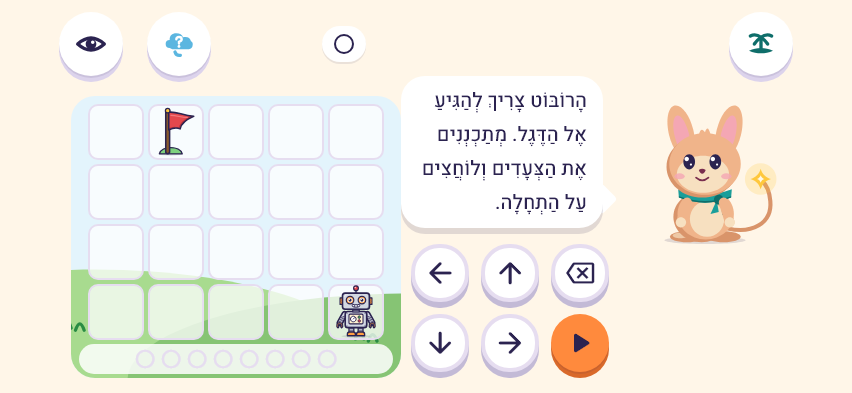 הָרוֹבּוֹט צָרִיךְ לְהַגִּיעַ
אֶל הַדֶּגֶל. מְתַכְנְנִים
אֶת הַצְּעָדִים וְלוֹחֲצִים
עַל הַתְחָלָה.